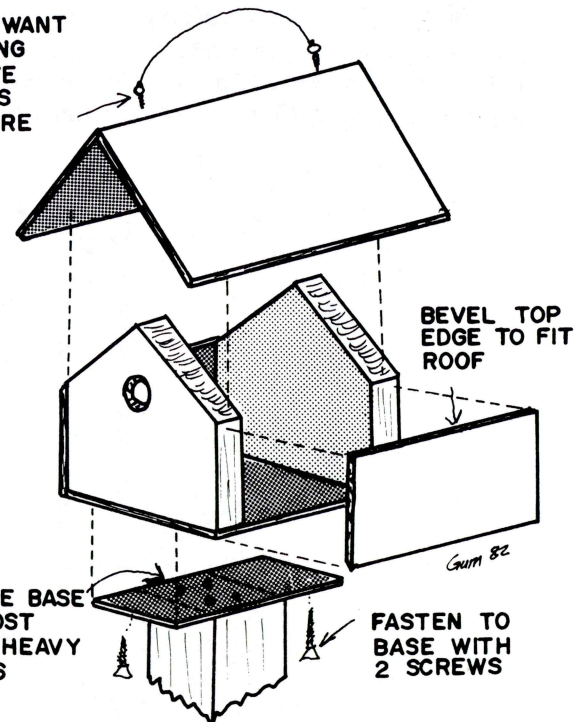 WANT
NG
E
S
RE
BEVEL TOP
EDGE TO FIT
ROOF
Gum 82
E BASE
OST
HEAVY
S
FASTEN TO
BASE WITH
2 SCREWS